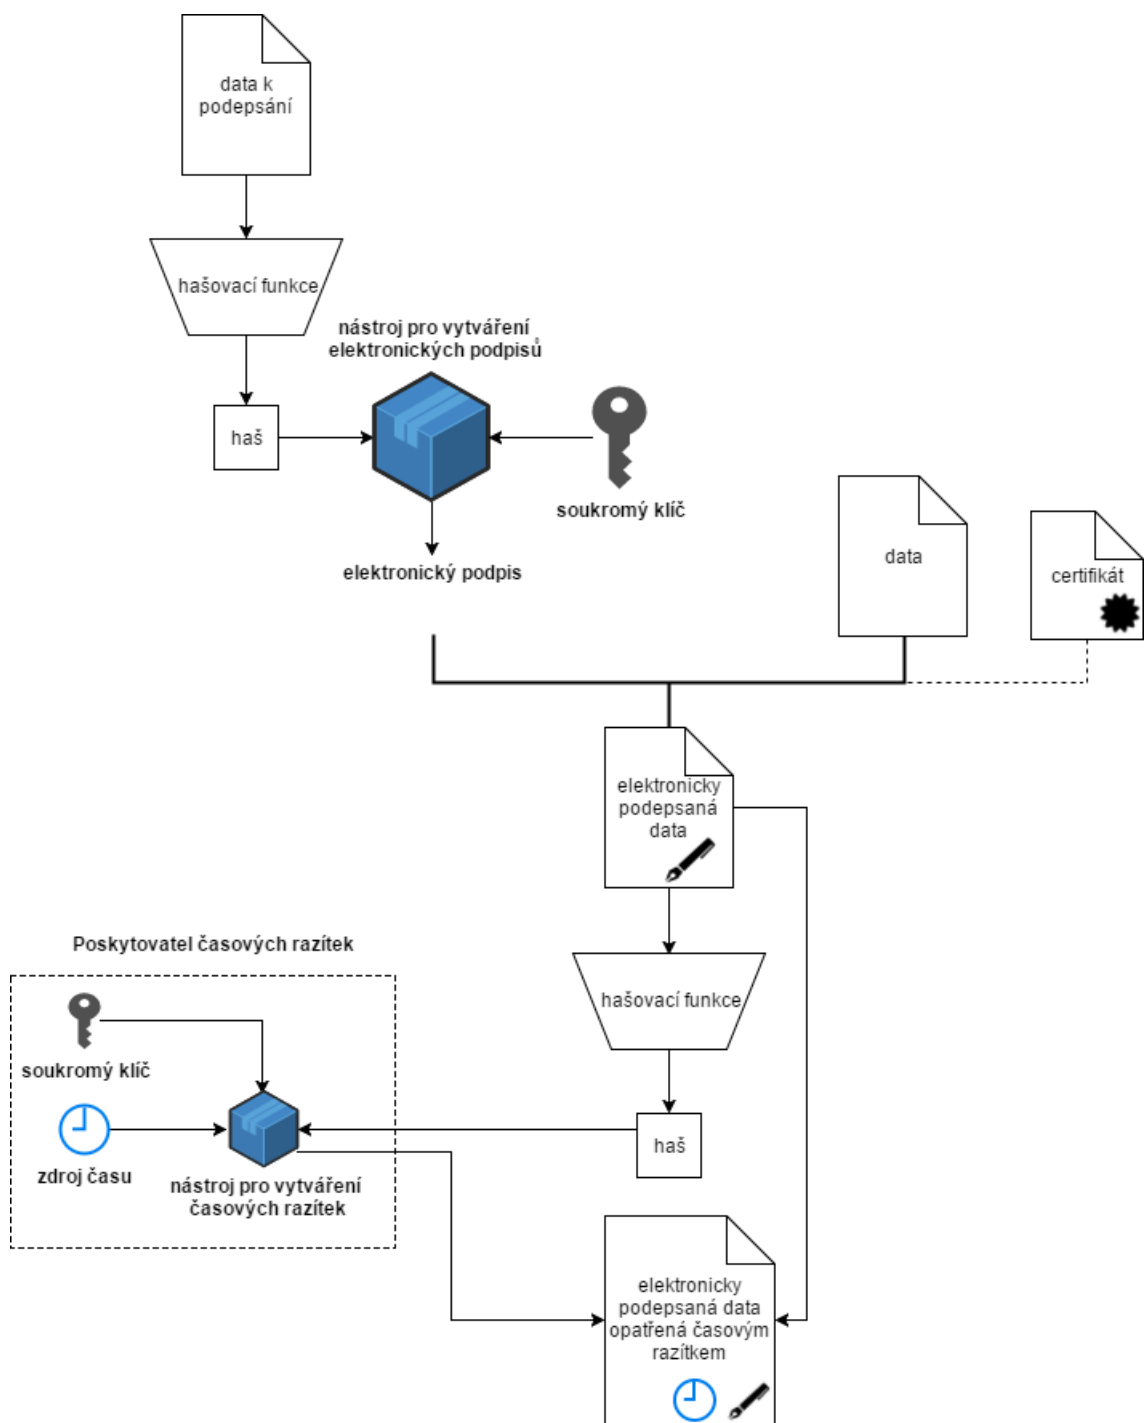 data k
podepsání
hašovací funkce
nástroj pro vytváření
elektronických podpisů
haš
soukromý klíč
elektronický podpis
data
certifikát
elektronicky
podepsaná
data
Poskytovatel časových razítek
hašovací funkce
soukromý klíč
haš
zdroj času
nástroj pro vytváření
časových razítek
elektronicky
podepsaná data
opatřená časovým
razítkem